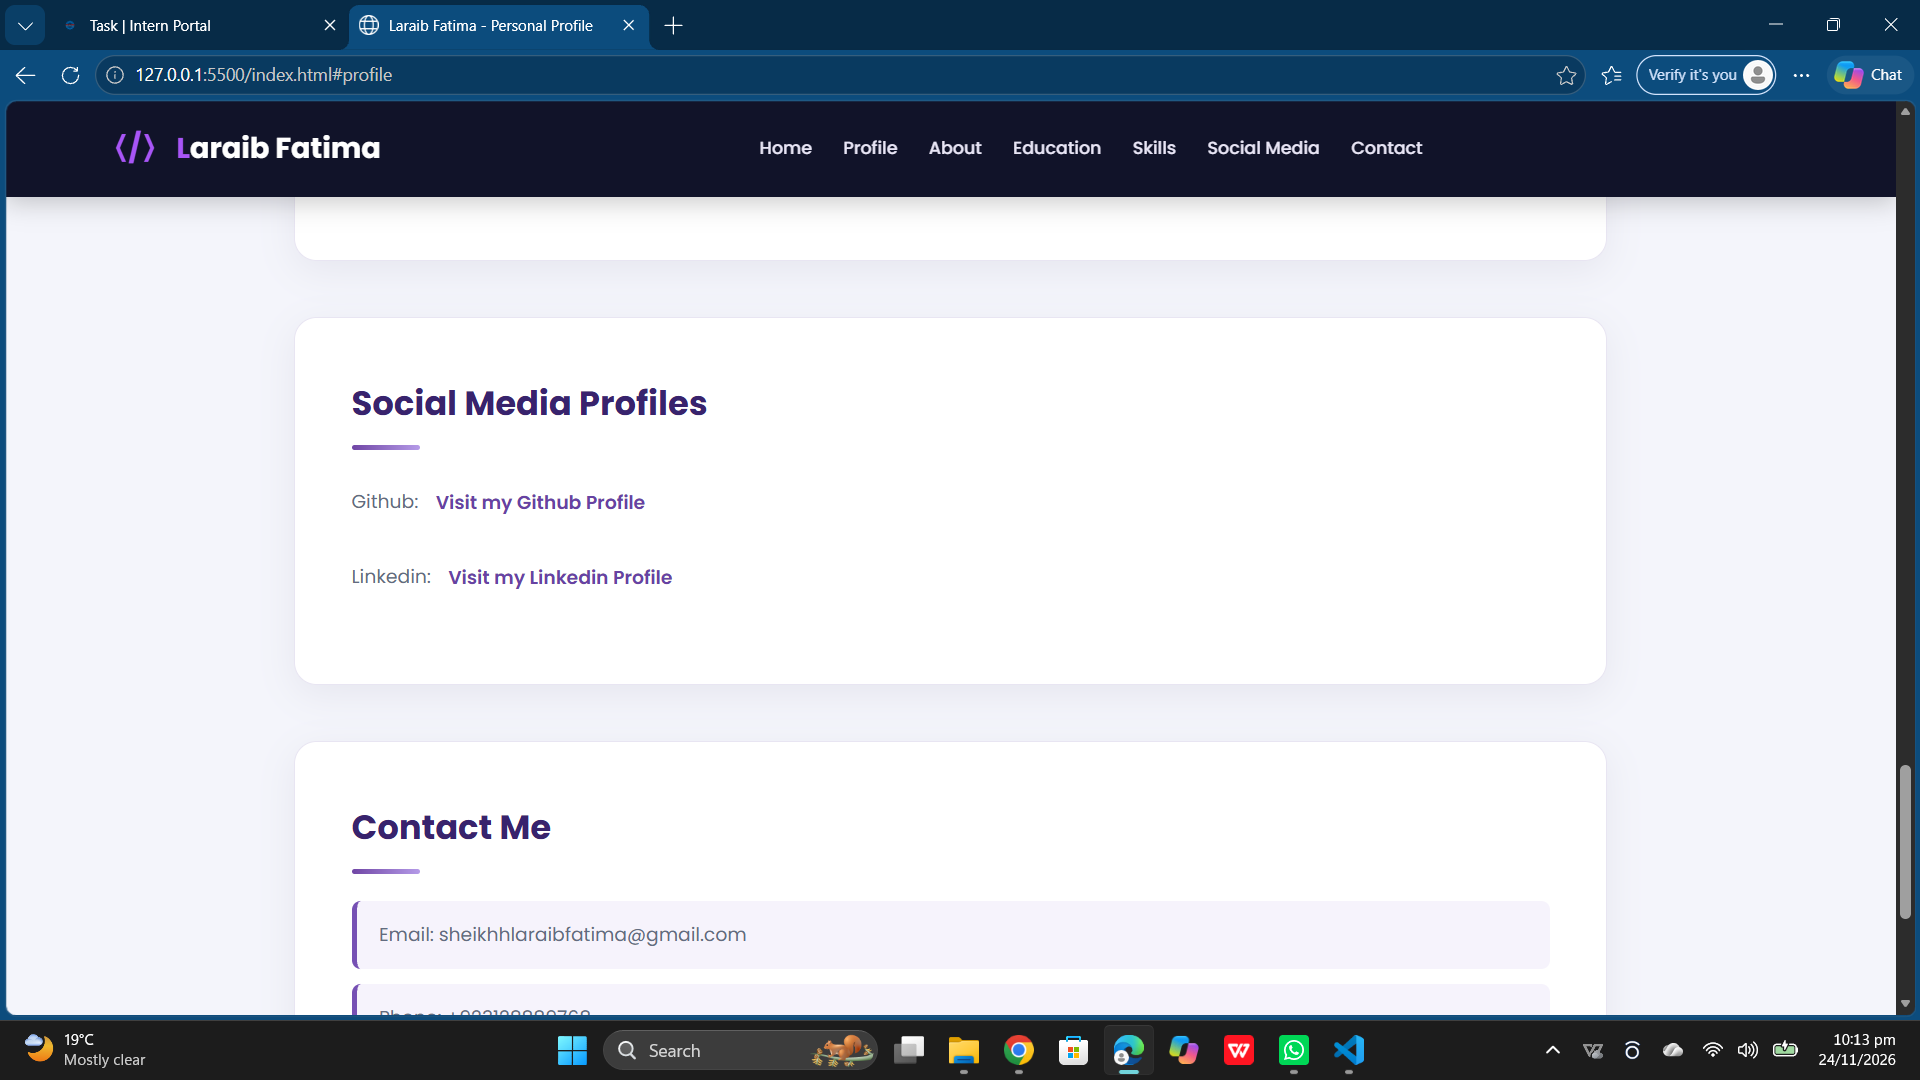 Task | Intern Portal
Laraib Fatima - Personal Profile
127.0.0.1:5500/index.html#profile
Verify it's you
Chat
Laraib Fatima
Home
Profile
About
Education
Skills
Social Media
Contact
Social Media Profiles
Github: Visit my Github Profile
Linkedin: Visit my Linkedin Profile
Contact Me
Email: sheikhhlaraibfatima@gmail.com
Phone:
19°C
Mostly clear
Search
10:13 pm
24/11/2026